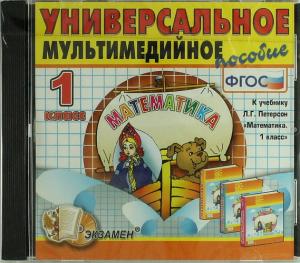 УНИВЕРСАЛЬНОЕ
МУЛЬТИМЕДИЙНОЕ
пособие
ФГОС
1
класс
МАТЕМАТИКА
К учебнику
Л.Г. Петерсон
«Математика.
1 класс»
ЭКЗАМЕН